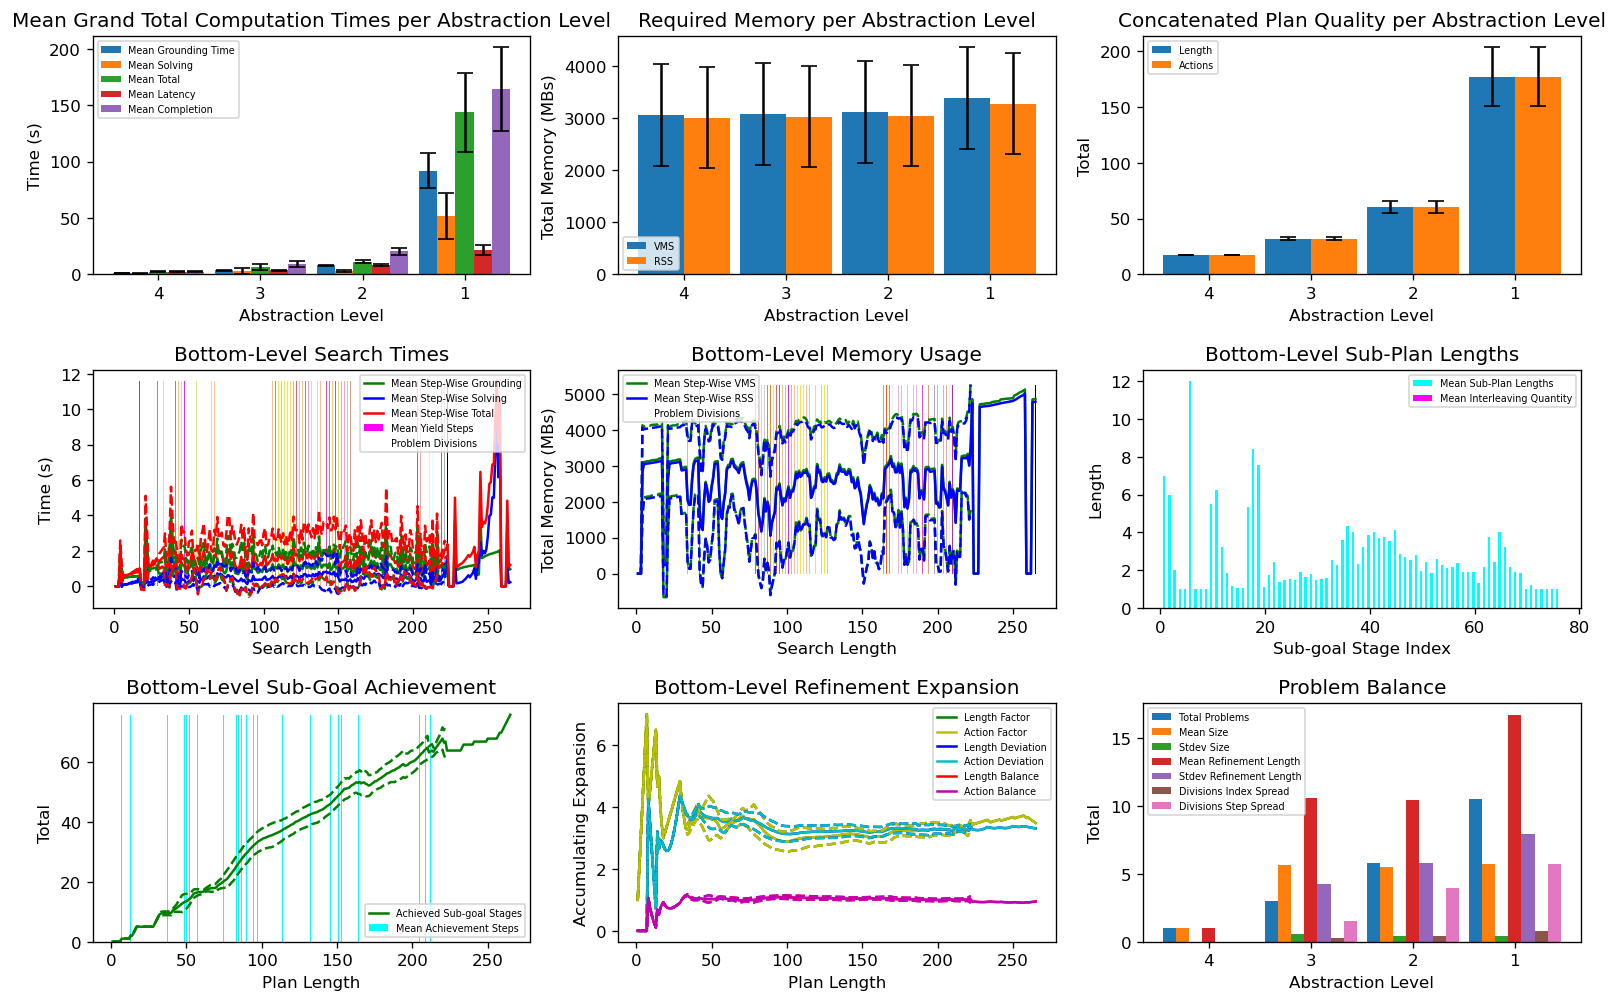 Mean Grand Total Computation Times per Abstraction Level
Time (s)
200
150
100
50
0
Mean Grounding Time
Mean Solving
Mean Total
Mean Latency
Mean Completion
4 3 2 1
Abstraction Level
Required Memory per Abstraction Level
Total Memory (MBs)
4000
3000
2000
1000
0
VMS
RSS
4 3 2 1
Abstraction Level
Concatenated Plan Quality per Abstraction Level
Total
200
150
100
50
0
Length
Actions
4 3 2 1
Abstraction Level
Bottom-Level Search Times
Time (s)
12
10
8
6
4
2
0
Mean Step-Wise Grounding
Mean Step-Wise Solving
Mean Step-Wise Total
Mean Yield Steps
Problem Divisions
0 50 100 150 200 250
Search Length
Bottom-Level Memory Usage
Total Memory (MBs)
5000
4000
3000
2000
1000
0
Mean Step-Wise VMS
Mean Step-Wise RSS
Problem Divisions
0 50 100 150 200 250
Search Length
Bottom-Level Sub-Plan Lengths
Length
12
10
8
6
4
2
0
Mean Sub-Plan Lengths
Mean Interleaving Quantity
0 20 40 60 80
Sub-goal Stage Index
Bottom-Level Sub-Goal Achievement
Total
60
40
20
0
Achieved Sub-goal Stages
Mean Achievement Steps
0 50 100 150 200 250
Plan Length
Bottom-Level Refinement Expansion
Accumulating Expansion
6
4
2
0
Length Factor
Action Factor
Length Deviation
Action Deviation
Length Balance
Action Balance
0 50 100 150 200 250
Plan Length
Problem Balance
Total
15
10
5
0
Total Problems
Mean Size
Stdev Size
Mean Refinement Length
Stdev Refinement Length
Divisions Index Spread
Divisions Step Spread
4 3 2 1
Abstraction Level